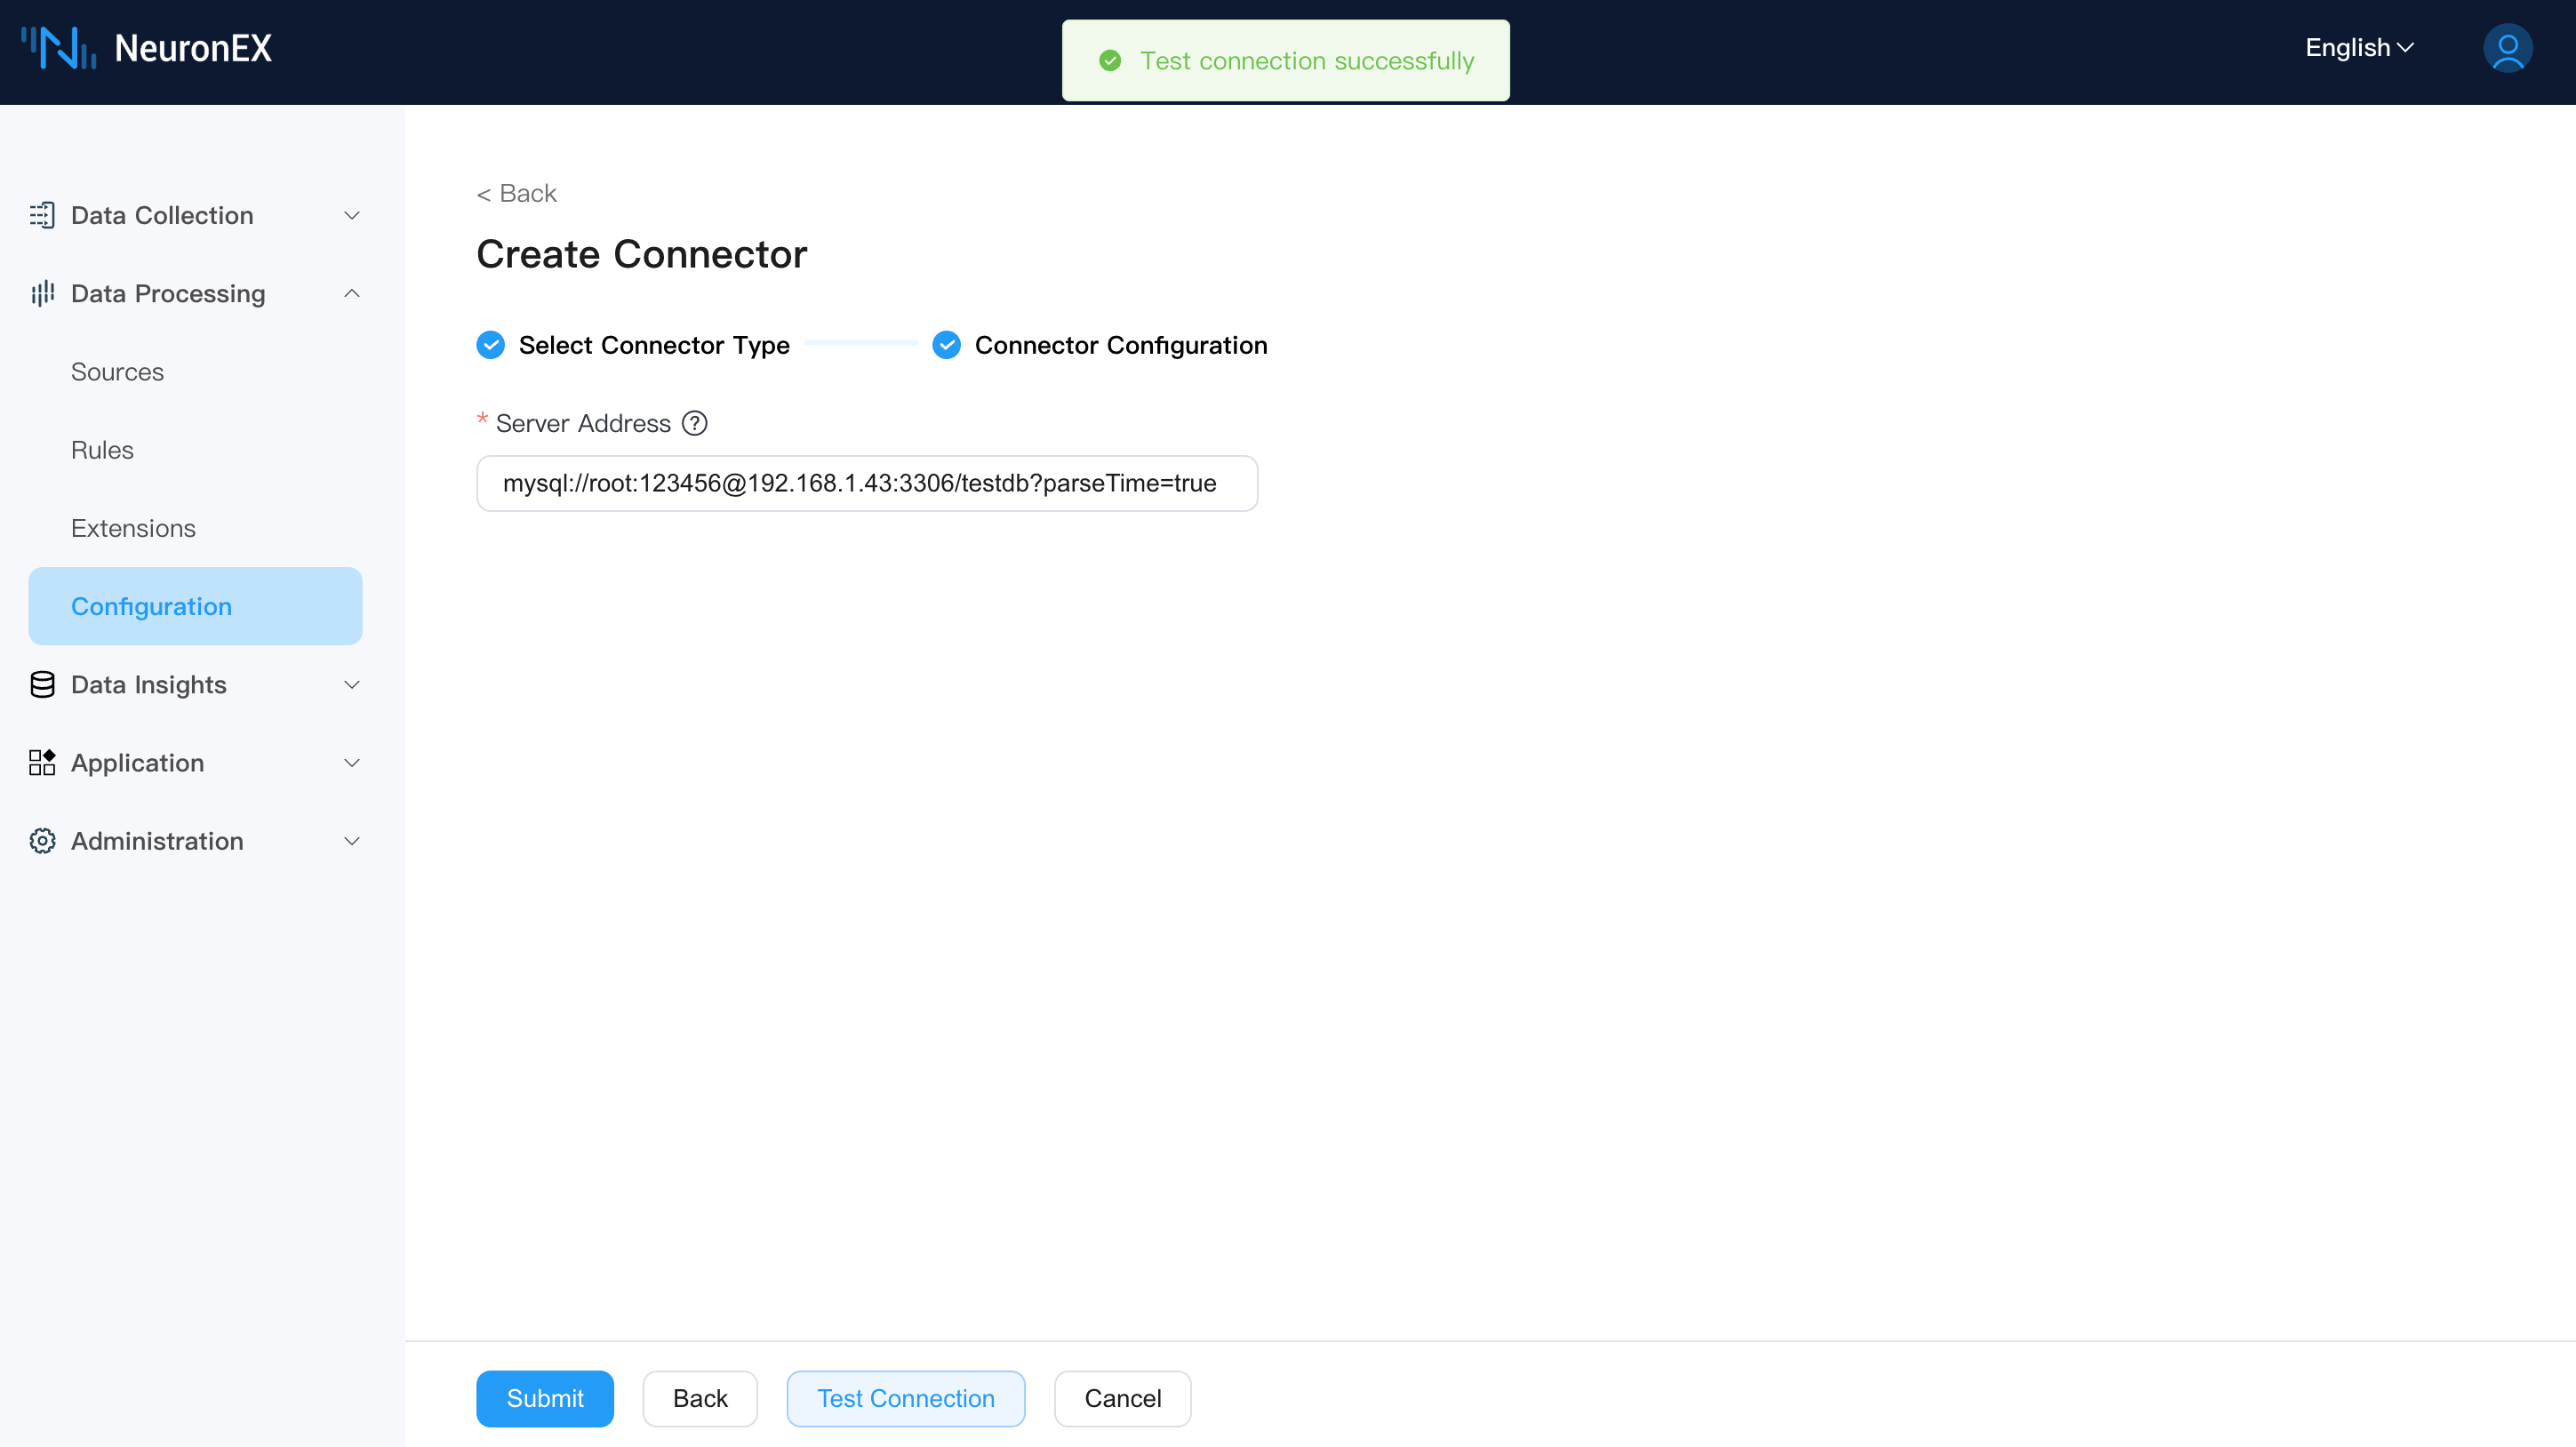 NeuronEX
Test connection successfully
English
Data Collection
Data Processing
Sources
Rules
Extensions
Configuration
Data Insights
Application
Administration
< Back
Create Connector
Select Connector Type
Connector Configuration
* Server Address ?
mysql://root:123456@192.168.1.43:3306/testdb?parseTime=true
Submit
Back
Test Connection
Cancel